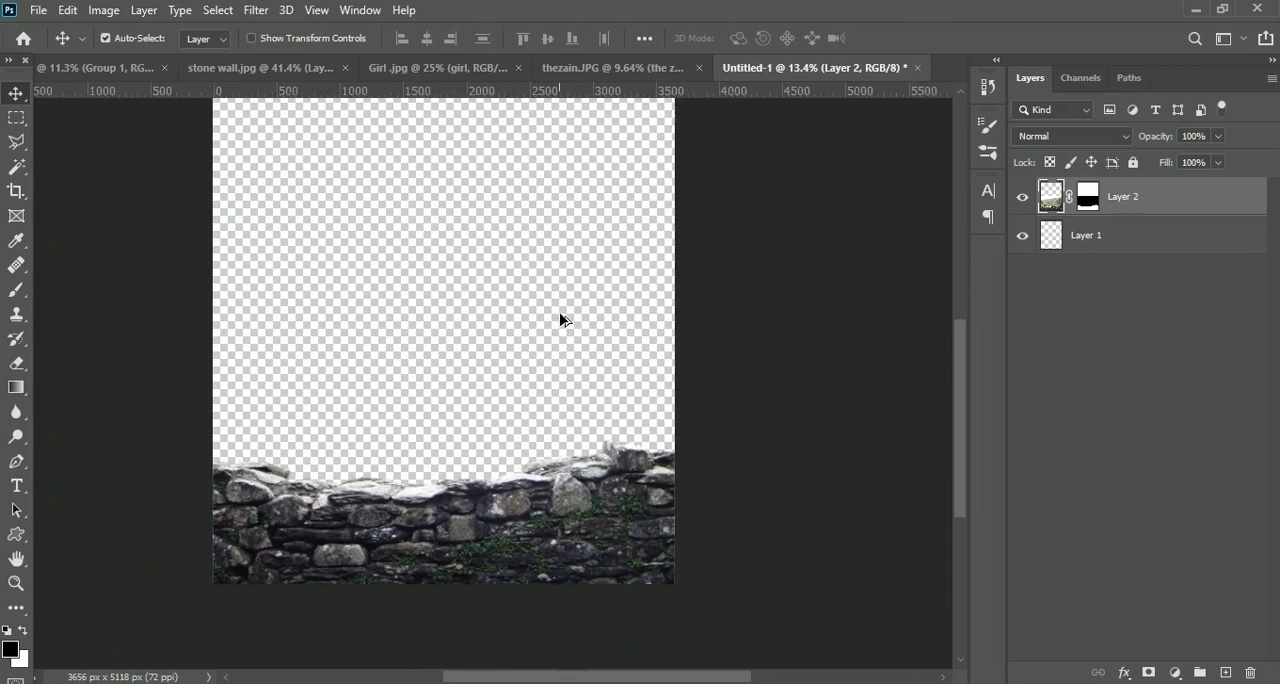 Ps File Edit Image Layer Type Select Filter 3D View Window Help
Auto-Select: Layer Show Transform Controls 3D Mode:
@ 11.3% (Group 1, RG... × stone wall.jpg @ 41.4% (Lay... × Girl .jpg @ 25% (girl, RGB/... × thezain.JPG @ 9.64% (the z... × Untitled-1 @ 13.4% (Layer 2, RGB/8) * ×
500 1000 500 0 500 1000 1500 2000 2500 3000 3500 4000 4500 5000 5500
Layers Channels Paths
Kind
Normal Opacity: 100%
Lock: Fill: 100%
Layer 2
Layer 1
3656 px x 5118 px (72 ppi)